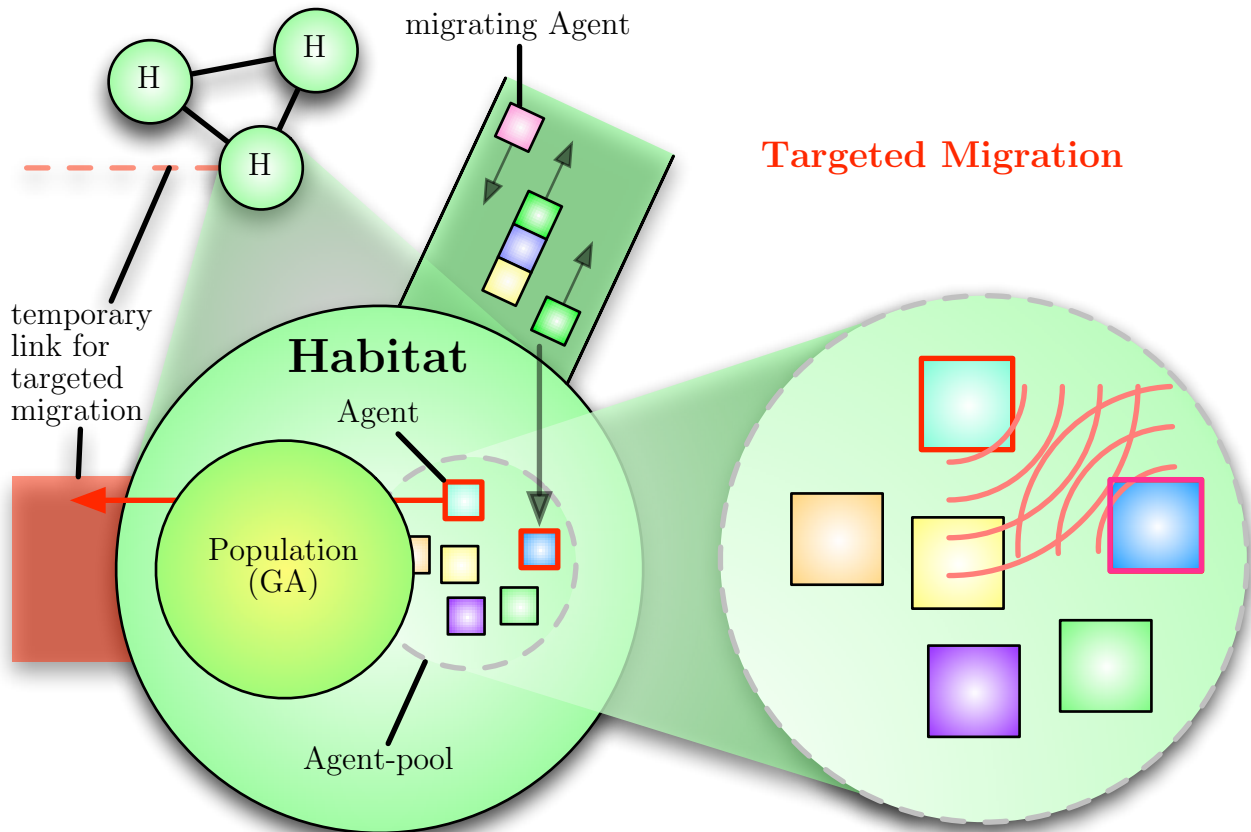 migrating Agent
H
H
H
Targeted Migration
temporary
link for
targeted
migration
Habitat
Agent
Population
(GA)
Agent-pool